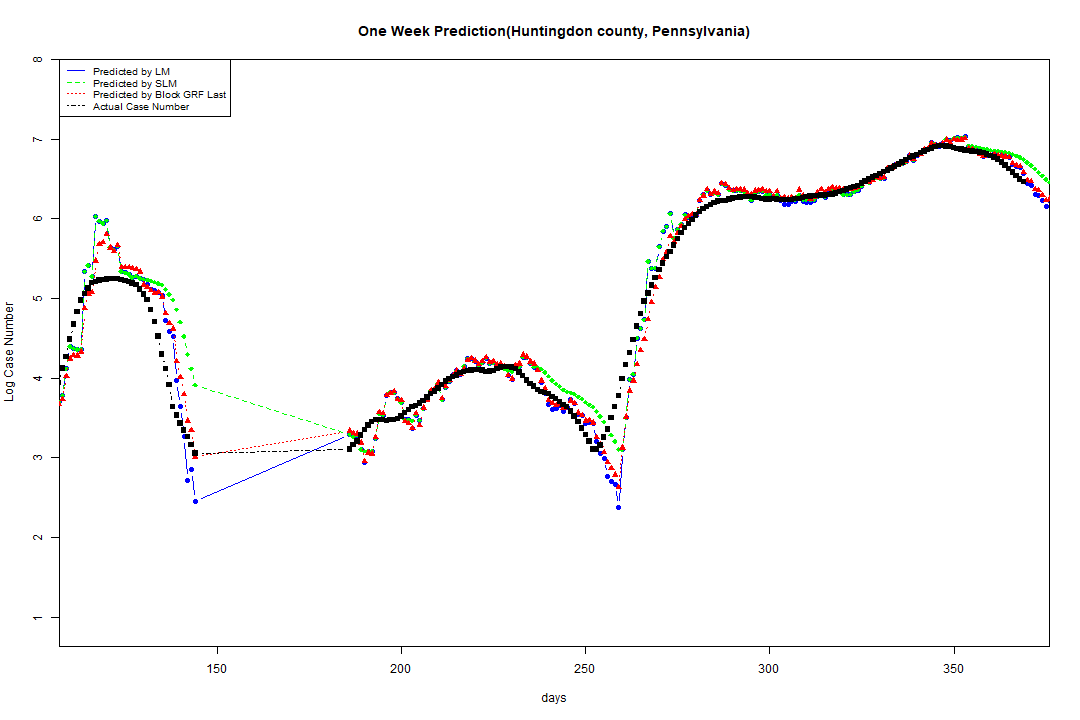 One Week Prediction(Huntingdon county, Pennsylvania)
Predicted by LM
Predicted by SLM
Predicted by Block GRF Last
Actual Case Number
8
7
6
5
4
3
2
1
Log Case Number
150 200 250 300 350
days